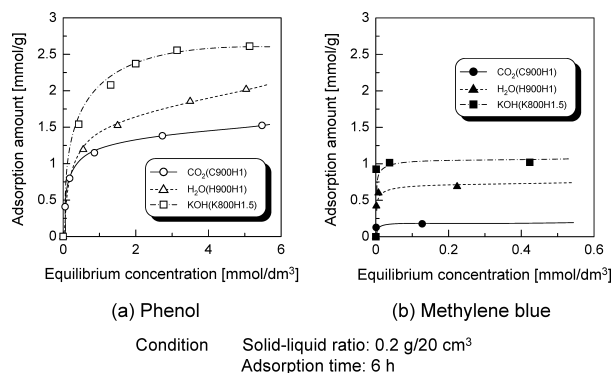 3
2.5
2
1.5
1
0.5
0
Adsorption amount [mmol/g]
CO2(C900H1)
H2O(H900H1)
KOH(K800H1.5)
0 2 4 6
Equilibrium concentration [mmol/dm³]
(a) Phenol
3
2.5
2
1.5
1
0.5
0
Adsorption amount [mmol/g]
CO2(C900H1)
H2O(H900H1)
KOH(K800H1.5)
0 0.2 0.4 0.6
Equilibrium concentration [mmol/dm³]
(b) Methylene blue
Condition Solid-liquid ratio: 0.2 g/20 cm³
Adsorption time: 6 h